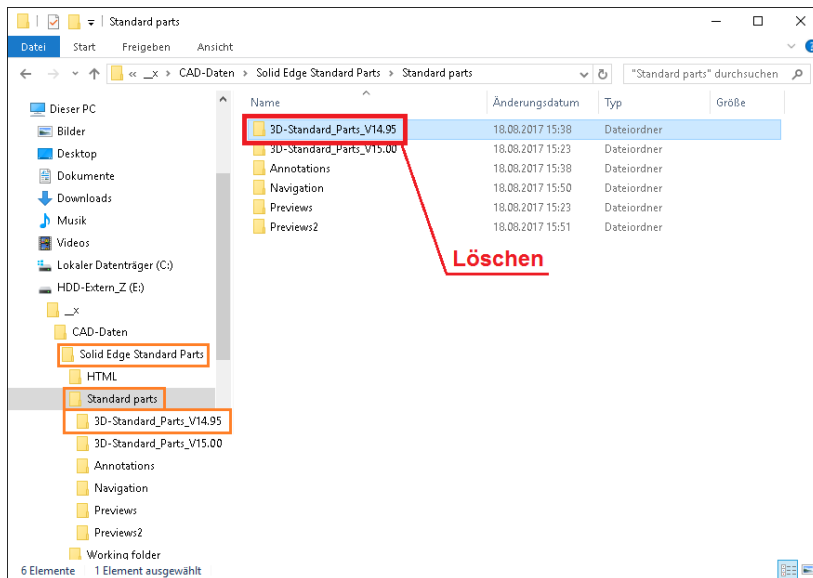 Standard parts
Datei Start Freigeben Ansicht
« __x › CAD-Daten › Solid Edge Standard Parts › Standard parts "Standard parts" durchsuchen
Name Änderungsdatum Typ Größe
3D-Standard_Parts_V14.95 18.08.2017 15:38 Dateiordner
3D-Standard_Parts_V15.00 18.08.2017 15:23 Dateiordner
Annotations 18.08.2017 15:38 Dateiordner
Navigation 18.08.2017 15:50 Dateiordner
Previews 18.08.2017 15:23 Dateiordner
Previews2 18.08.2017 15:51 Dateiordner
Löschen
Dieser PC
Bilder
Desktop
Dokumente
Downloads
Musik
Videos
Lokaler Datenträger (C:)
HDD-Extern_Z (E:)
__x
CAD-Daten
Solid Edge Standard Parts
HTML
Standard parts
3D-Standard_Parts_V14.95
3D-Standard_Parts_V15.00
Annotations
Navigation
Previews
Previews2
Working folder
6 Elemente 1 Element ausgewählt